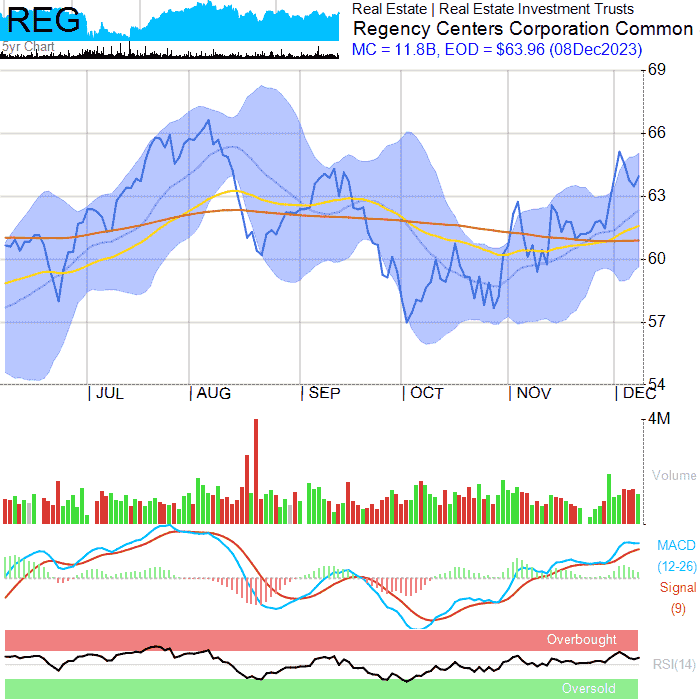 REG
5yr Chart
Real Estate | Real Estate Investment Trusts
Regency Centers Corporation Common
MC = 11.8B, EOD = $63.96 (08Dec2023)
69
66
63
60
57
54
JUL AUG SEP OCT NOV DEC
4M
Volume
MACD
(12-26)
Signal
(9)
Overbought
RSI(14)
Oversold